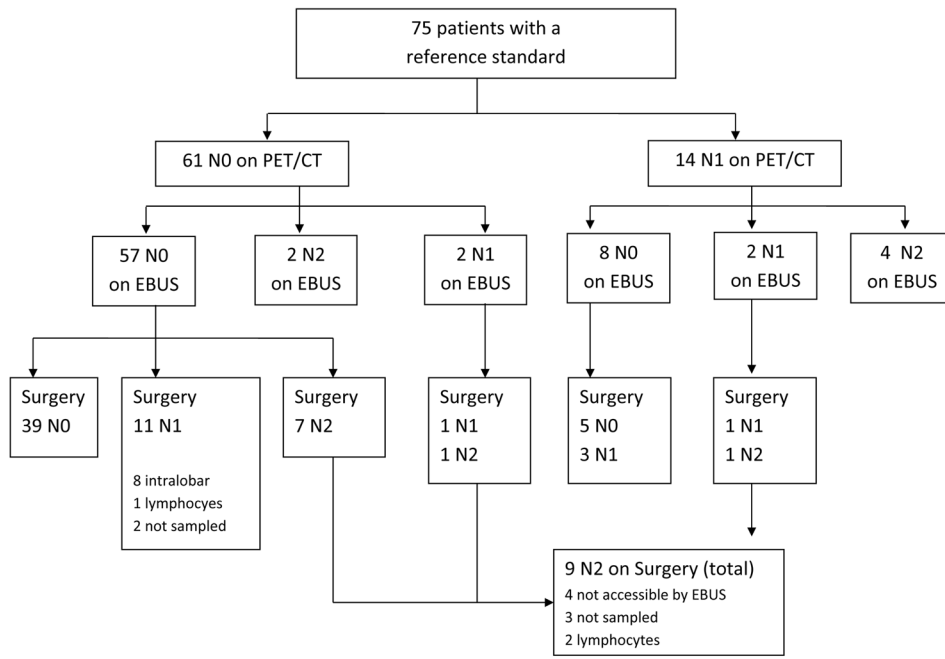 75 patients with a
reference standard
61 N0 on PET/CT
14 N1 on PET/CT
57 N0
on EBUS
2 N2
on EBUS
2 N1
on EBUS
8 N0
on EBUS
2 N1
on EBUS
4 N2
on EBUS
Surgery
39 N0
Surgery
11 N1
8 intralobar
1 lymphocyes
2 not sampled
Surgery
7 N2
Surgery
1 N1
1 N2
Surgery
5 N0
3 N1
Surgery
1 N1
1 N2
9 N2 on Surgery (total)
4 not accessible by EBUS
3 not sampled
2 lymphocytes